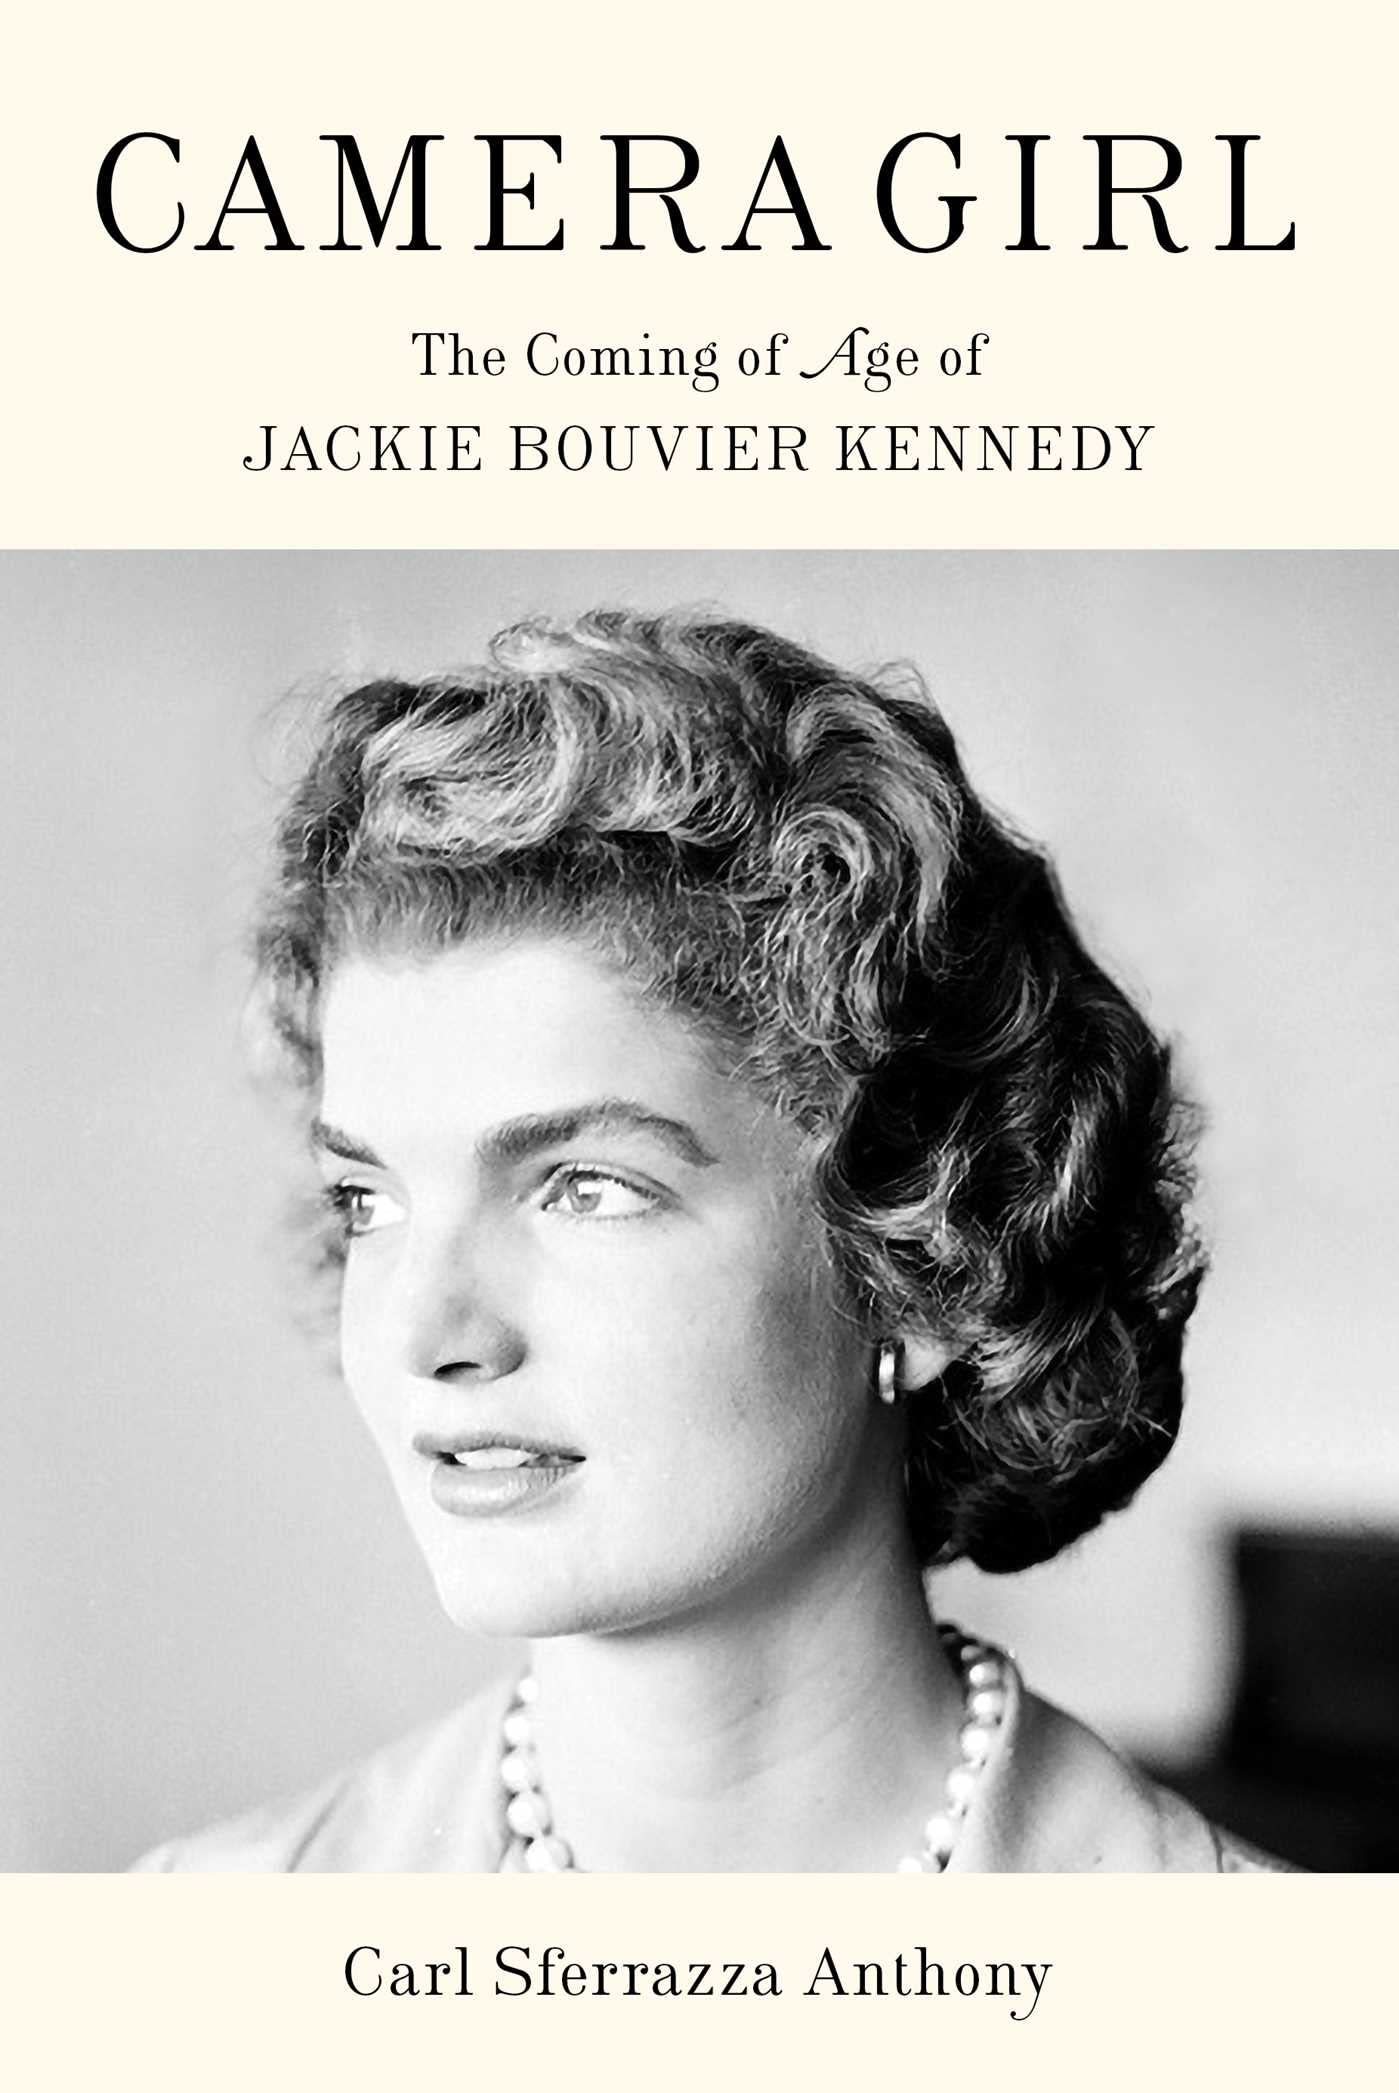 CAMERA GIRL
The Coming of Age of
JACKIE BOUVIER KENNEDY
Carl Sferrazza Anthony